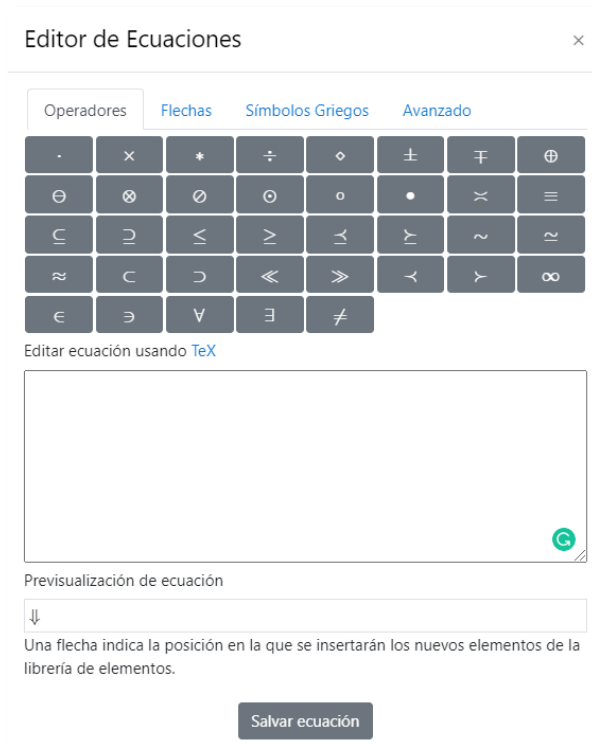 Editor de Ecuaciones ×
Operadores Flechas Símbolos Griegos Avanzado
· × ∗ ÷ ⋄ ± ∓ ⊕
⊖ ⊗ ⊘ ⊙ ∘ • ≍ ≡
⊆ ⊇ ≤ ≥ ⪯ ⪰ ∼ ≃
≈ ⊂ ⊃ ≪ ≫ ≺ ≻ ∞
∈ ∋ ∀ ∃ ≠
Editar ecuación usando TeX
Previsualización de ecuación
⇓
Una flecha indica la posición en la que se insertarán los nuevos elementos de la
librería de elementos.
Salvar ecuación